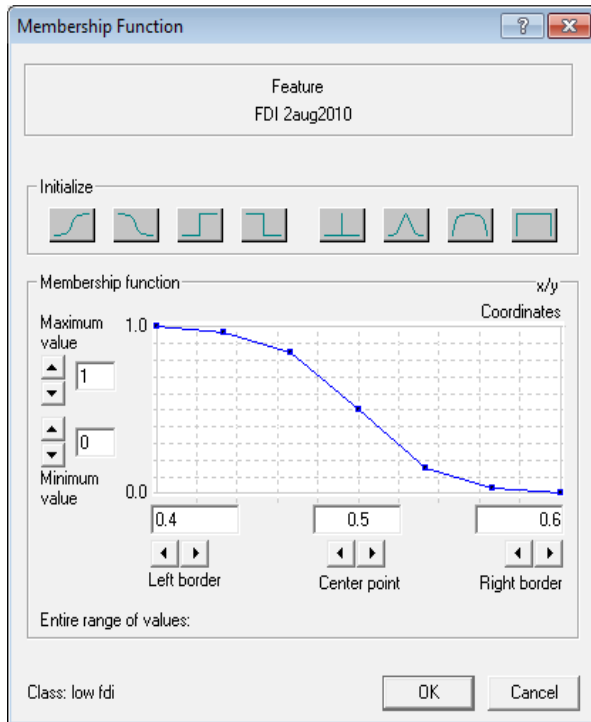 Membership Function
?
Feature
FDI 2aug2010
Initialize
Membership function
x/y
Coordinates
Maximum
value
1
1.0
0
Minimum
value
0.0
0.4
0.5
0.6
Left border
Center point
Right border
Entire range of values:
Class: low fdi
OK
Cancel